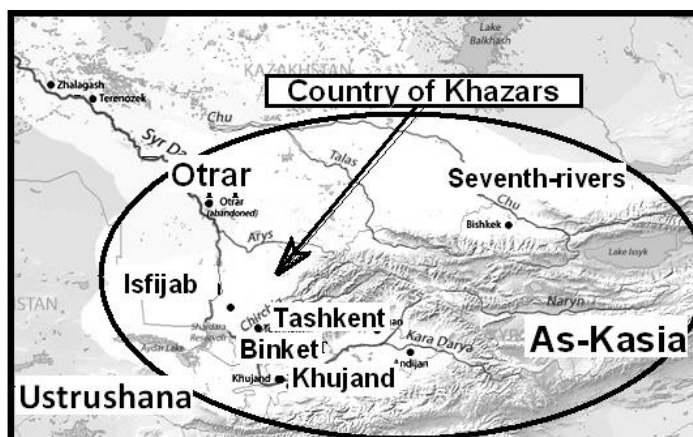 Lake
Balkhash
KAZAKHSTAN
Zhalagash
Terenozek
Country of Khazars
Chu
Syr Da
Talas
Otrar
Otrar
(abandoned)
Seventh-rivers
Chu
Bishkek
Arys
Lake Issyk
Isfijab
Naryn
Chirch
Tashkent
Shardara
Reservoir
Kara Darya
As-Kasia
Aydar Lake
Binket
ndijan
Khujand
Khujand
Ustrushana